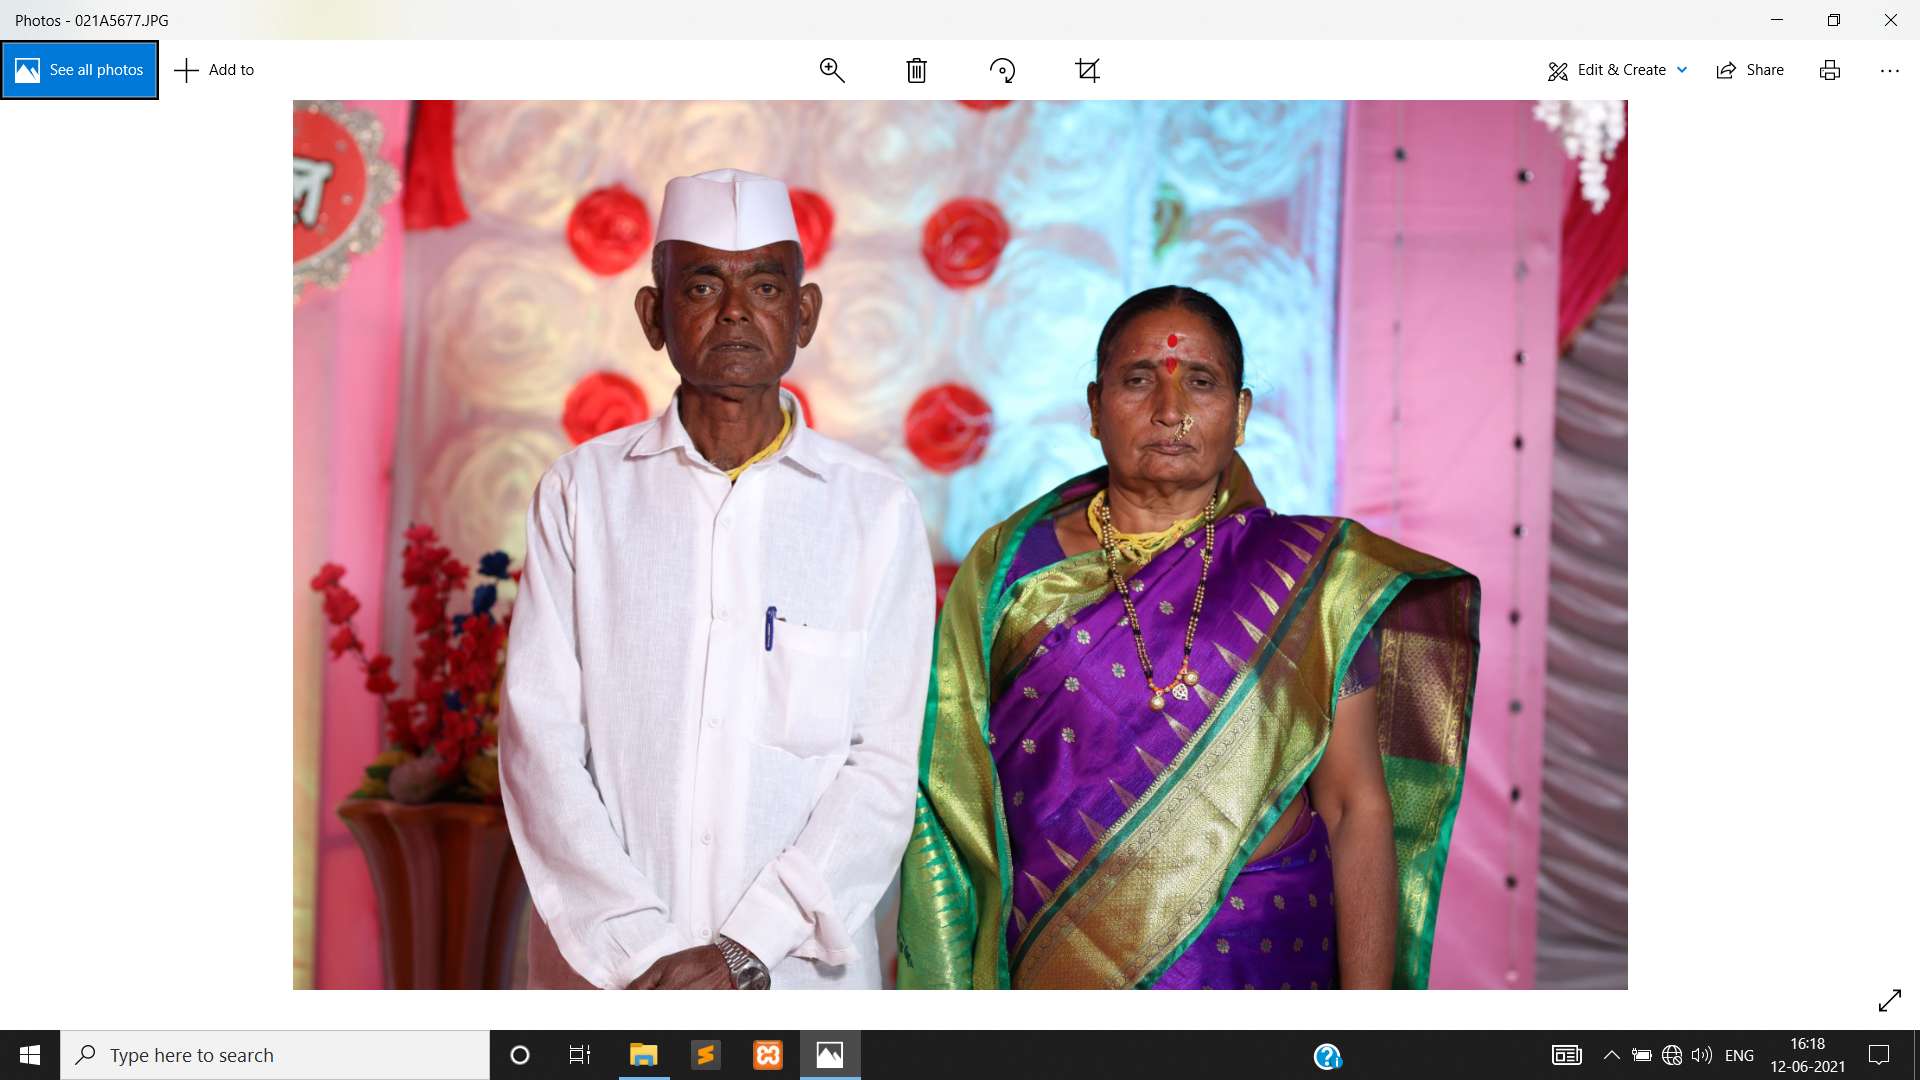 Photos - 021A5677.JPG
See all photos
Add to
Edit & Create
Share
Type here to search
ENG
16:18
12-06-2021